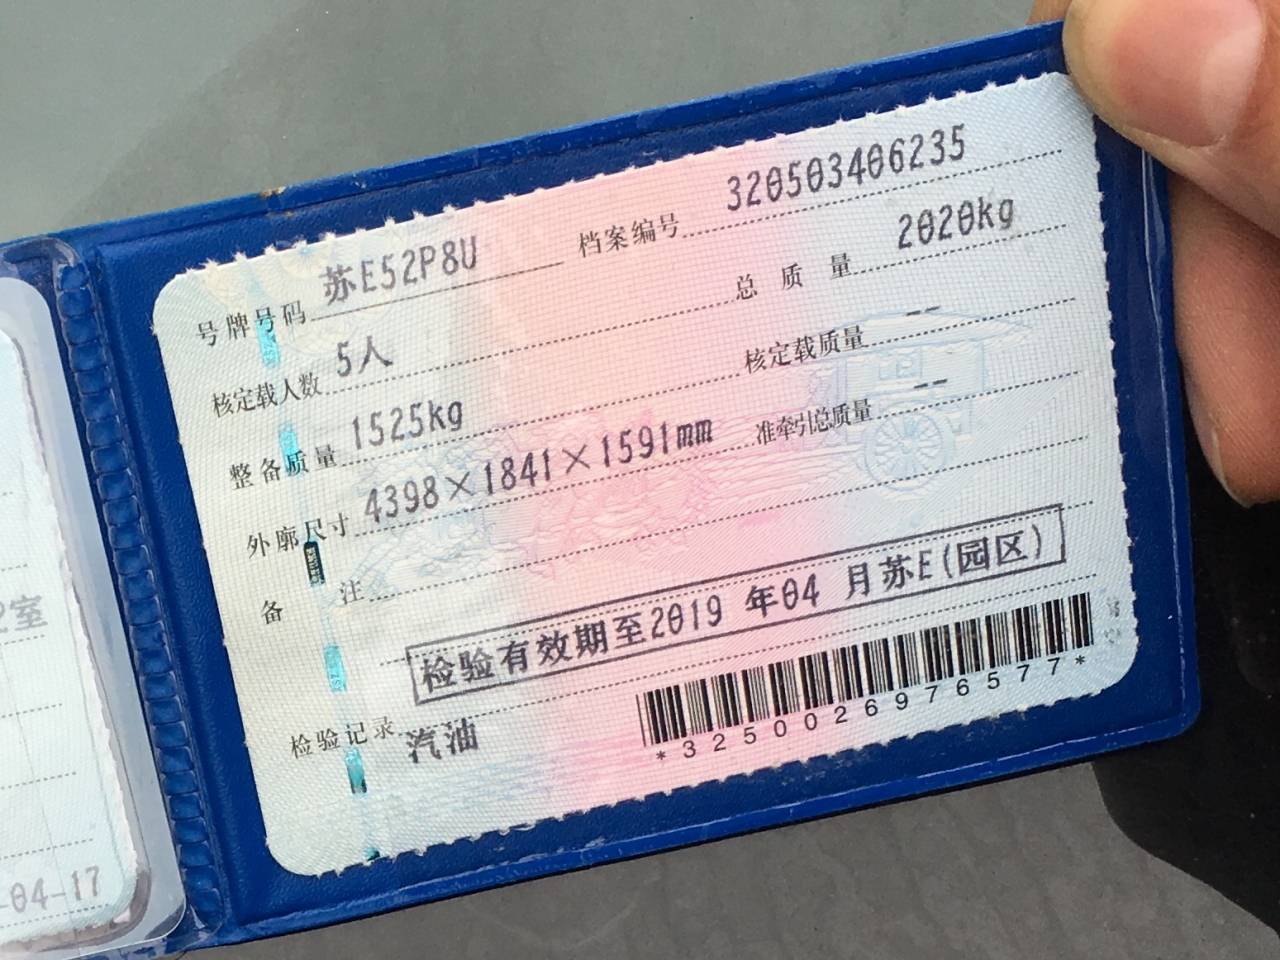 号牌号码 苏E52P8U 档案编号 320503406235
核定载人数 5人 总质量 2020kg
整备质量 1525kg 核定载质量 --
外廓尺寸 4398×1841×1591mm 准牵引总质量 --
备注
检验有效期至2019 年04 月苏E(园区)
检验记录 汽油
*3250026976577*
室
-04-17